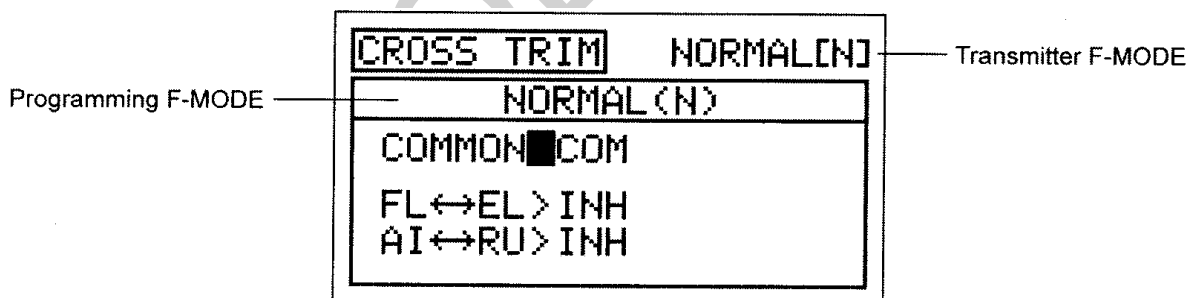 CROSS TRIM NORMAL[N] Transmitter F-MODE
Programming F-MODE NORMAL(N)
COMMON COM
FL↔EL>INH
AI↔RU>INH